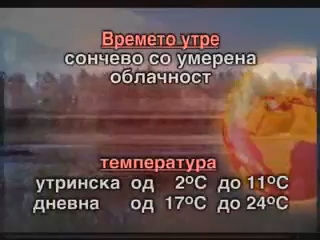 Времето утре
сончево со умерена
облачност
температура
утринска од 2ºC до 11ºC
дневна од 17ºC до 24ºC